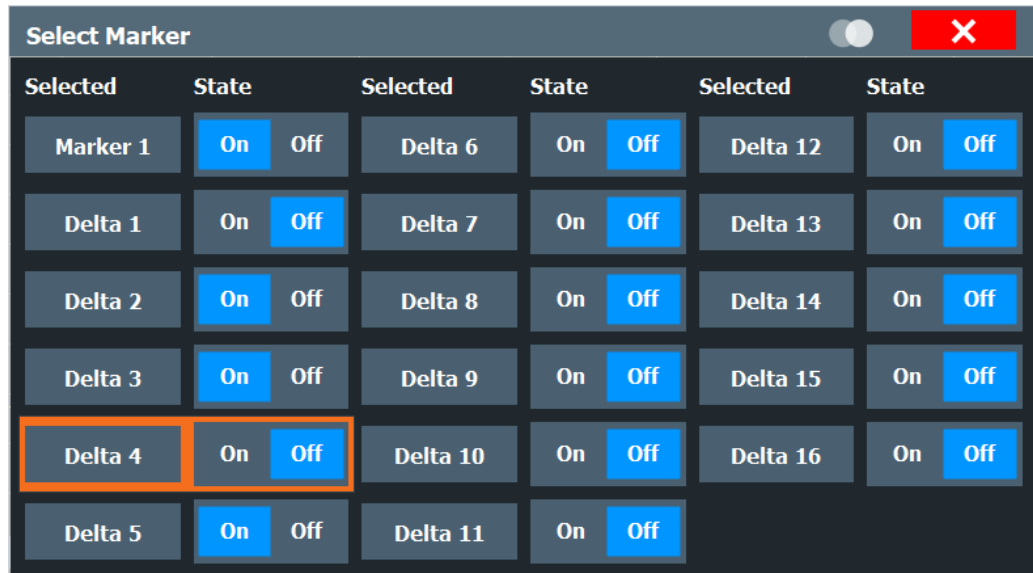 Select Marker
Selected State Selected State Selected State
Marker 1 On Off Delta 6 On Off Delta 12 On Off
Delta 1 On Off Delta 7 On Off Delta 13 On Off
Delta 2 On Off Delta 8 On Off Delta 14 On Off
Delta 3 On Off Delta 9 On Off Delta 15 On Off
Delta 4 On Off Delta 10 On Off Delta 16 On Off
Delta 5 On Off Delta 11 On Off